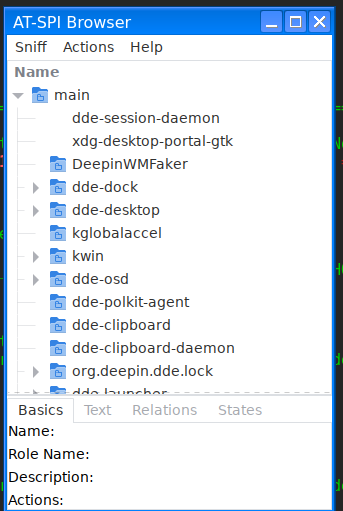 AT-SPI Browser
Sniff Actions Help
Name
main
dde-session-daemon
xdg-desktop-portal-gtk
DeepinWMFaker
dde-dock
dde-desktop
kglobalaccel
kwin
dde-osd
dde-polkit-agent
dde-clipboard
dde-clipboard-daemon
org.deepin.dde.lock
dde-launcher
Basics Text Relations States
Name:
Role Name:
Description:
Actions: